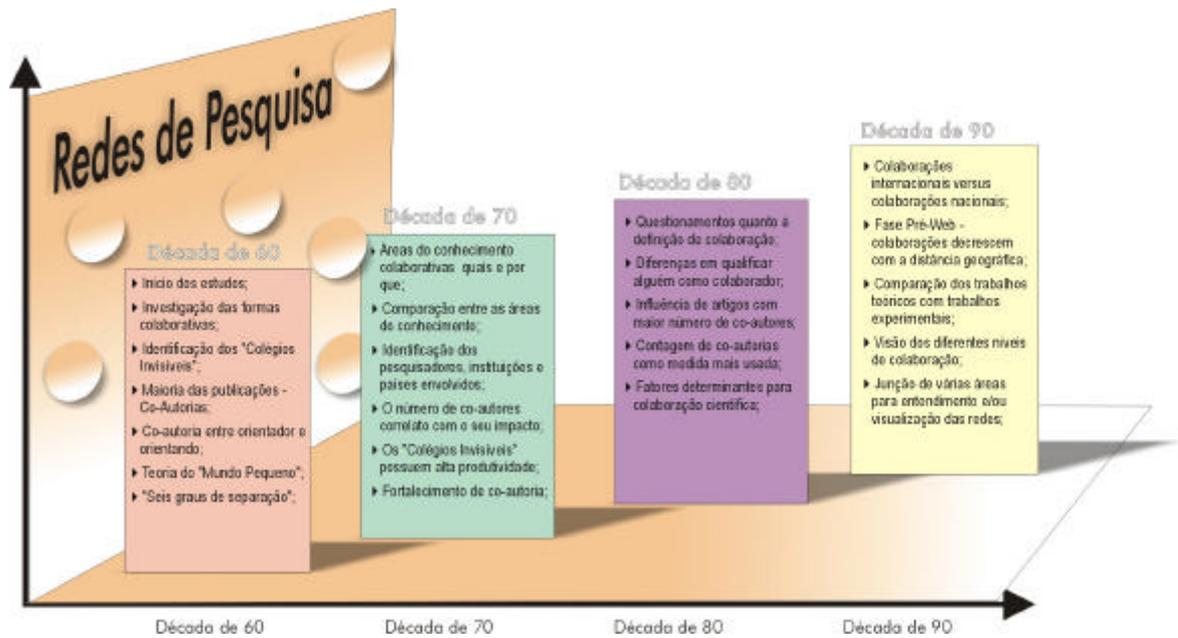 Redes de Pesquisa
Década de 60
Início dos estudos;
Investigação das formas
colaborativas;
Identificação dos "Colégios
Invisíveis";
Maioria das publicações -
Co-Autorias;
Co-autoria entre orientador e
orientando;
Teoria do "Mundo Pequeno";
"Seis graus de separação";
Década de 70
Áreas do conhecimento
colaborativas quais e por
que;
Comparação entre as áreas
do conhecimento;
Identificação dos
pesquisadores, instituições e
países envolvidos;
O número de co-autores
correlato com o seu impacto;
Os "Colégios Invisíveis"
possuem alta produtividade;
Fortalecimento de co-autoria;
Década de 80
Questionamentos quanto a
definição de colaboração;
Diferenças em qualificar
alguém como colaborador;
Influência de artigos com
maior número de co-autores;
Contagem de co-autorias
como medida mais usada;
Fatores determinantes para
colaboração científica;
Década de 90
Colaborações
internacionais versus
colaborações nacionais;
Fase Pré-Web -
colaborações decrescem
com a distância geográfica;
Comparação dos trabalhos
teóricos com trabalhos
experimentais;
Visão dos diferentes níveis
de colaboração;
Junção de várias áreas
para entendimento e/ou
visualização das redes;
Década de 60
Década de 70
Década de 80
Década de 90